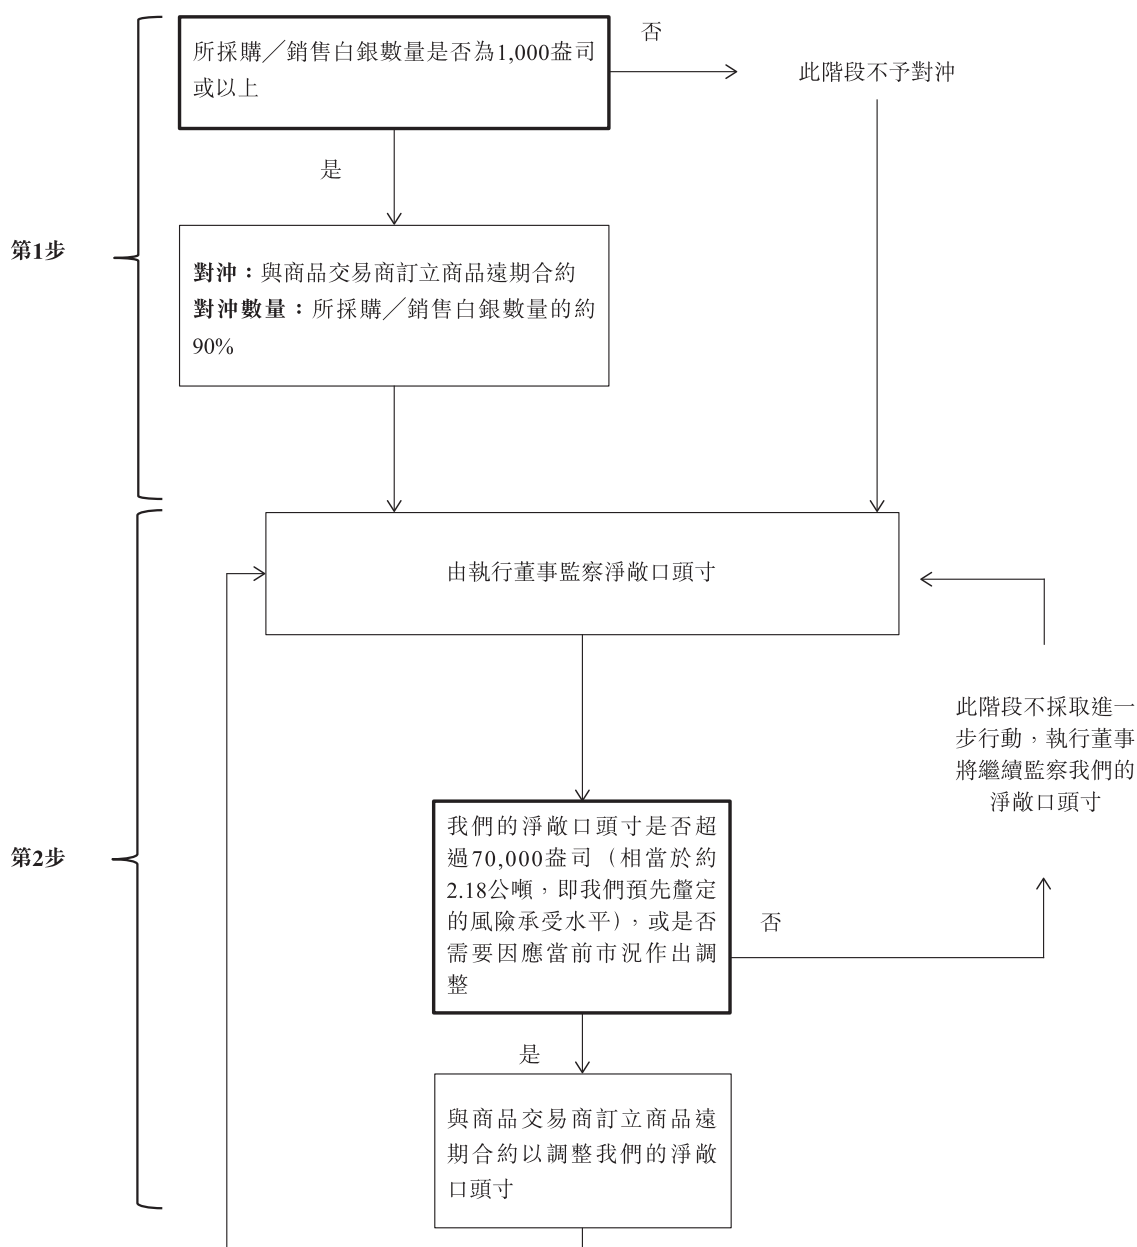 所採購／銷售白銀數量是否為1,000盎司
或以上
否
此階段不予對沖
是
第1步
對沖：與商品交易商訂立商品遠期合約
對沖數量：所採購／銷售白銀數量的約
90%
由執行董事監察淨敞口頭寸
此階段不採取進一
步行動，執行董事
將繼續監察我們的
淨敞口頭寸
第2步
我們的淨敞口頭寸是否超
過70,000盎司（相當於約
2.18公噸，即我們預先釐定
的風險承受水平），或是否
需要因應當前市況作出調
整
否
是
與商品交易商訂立商品遠
期合約以調整我們的淨敞
口頭寸